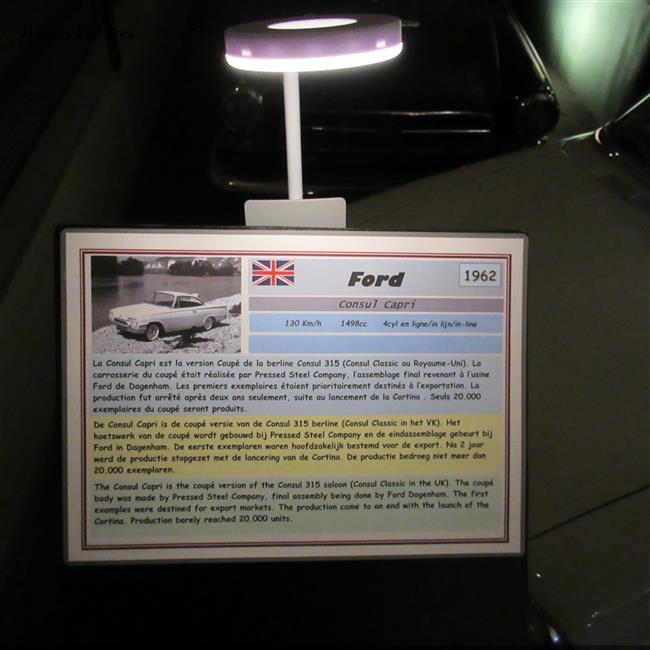 Hanjos Pictures
Ford
1962
Consul Capri
130 Km/h 1498cc 4cyl en ligne/in lijn/in-line
La Consul Capri est la version Coupé de la berline Consul 315 (Consul Classic au Royaume-Uni). La
carrosserie du coupé était réalisée par Pressed Steel Company, l'assemblage final revenant à l'usine
Ford de Dagenham. Les premiers exemplaires étaient prioritairement destinés à l'exportation. La
production fut arrêté après deux ans seulement, suite au lancement de la Cortina . Seuls 20.000
exemplaires du coupé seront produits.
De Consul Capri is de coupé versie van de Consul 315 berline (Consul Classic in het VK). Het
koetswerk van de coupé wordt gebouwd bij Pressed Steel Company en de eindassemblage gebeurt bij
Ford in Dagenham. De eerste exemplaren waren hoofdzakelijk bestemd voor de export. Na 2 jaar
werd de productie stopgezet met de lancering van de Cortina. De productie bedroeg niet meer dan
20.000 exemplaren.
The Consul Capri is the coupé version of the Consul 315 saloon (Consul Classic in the UK). The coupé
body was made by Pressed Steel Company, final assembly being done by Ford Dagenham. The first
examples were destined for export markets. The production came to an end with the launch of the
Cortina. Production barely reached 20,000 units.